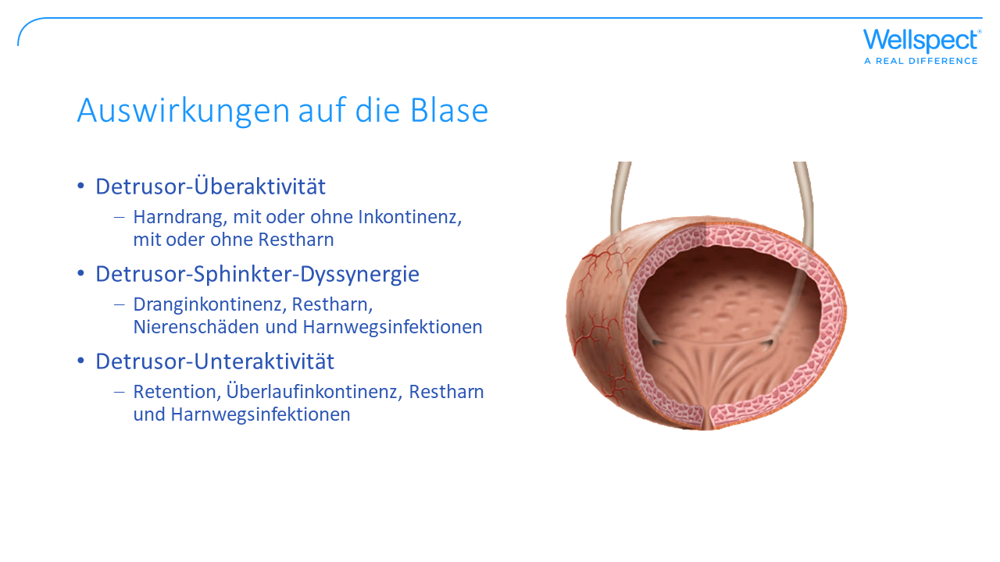 Wellspect®
A REAL DIFFERENCE
Auswirkungen auf die Blase
• Detrusor-Überaktivität
– Harndrang, mit oder ohne Inkontinenz,
mit oder ohne Restharn
• Detrusor-Sphinkter-Dyssynergie
– Dranginkontinenz, Restharn,
Nierenschäden und Harnwegsinfektionen
• Detrusor-Unteraktivität
– Retention, Überlaufinkontinenz, Restharn
und Harnwegsinfektionen